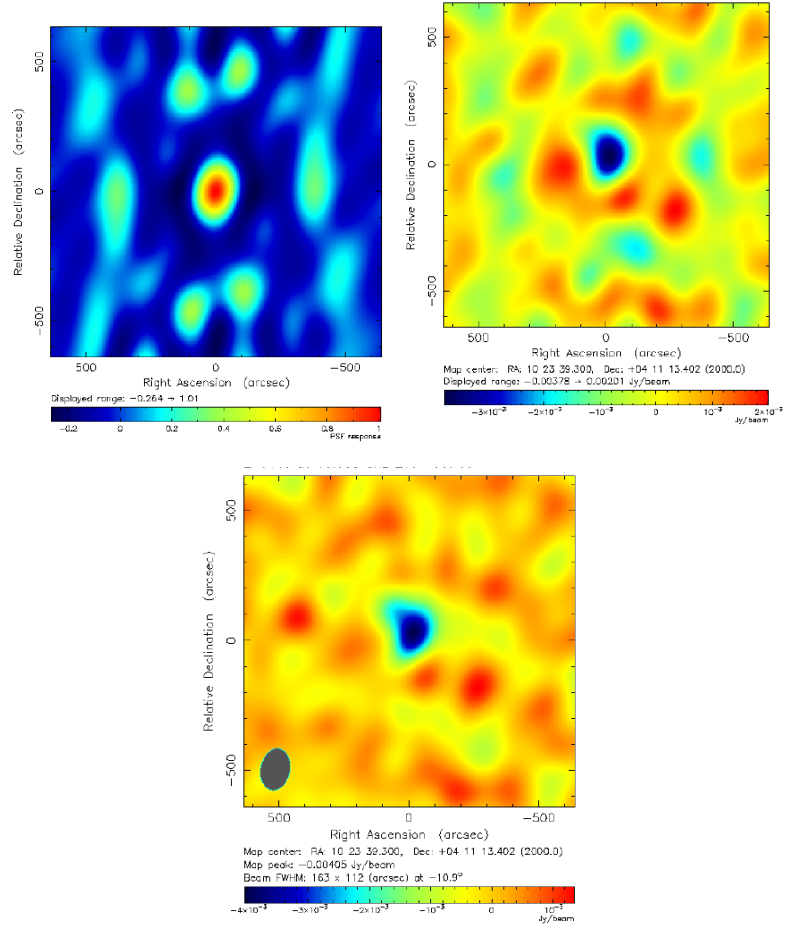 500
0
-500
Relative Declination (arcsec)
500 0 -500
Right Ascension (arcsec)
Displayed range: -0.264 → 1.01
-0.2 0 0.2 0.4 0.6 0.8 1
PSF response
500
0
-500
Relative Declination (arcsec)
500 0 -500
Right Ascension (arcsec)
Map center: RA: 10 23 39.300, Dec: +04 11 13.402 (2000.0)
Displayed range: -0.00378 → 0.00201 Jy/beam
-3×10⁻³ -2×10⁻³ -10⁻³ 0 10⁻³ 2×10⁻³
Jy/beam
500
0
-500
Relative Declination (arcsec)
500 0 -500
Right Ascension (arcsec)
Map center: RA: 10 23 39.300, Dec: +04 11 13.402 (2000.0)
Map peak: -0.00405 Jy/beam
Beam FWHM: 163 x 112 (arcsec) at -10.9°
-4×10⁻³ -3×10⁻³ -2×10⁻³ -10⁻³ 0 10⁻³
Jy/beam